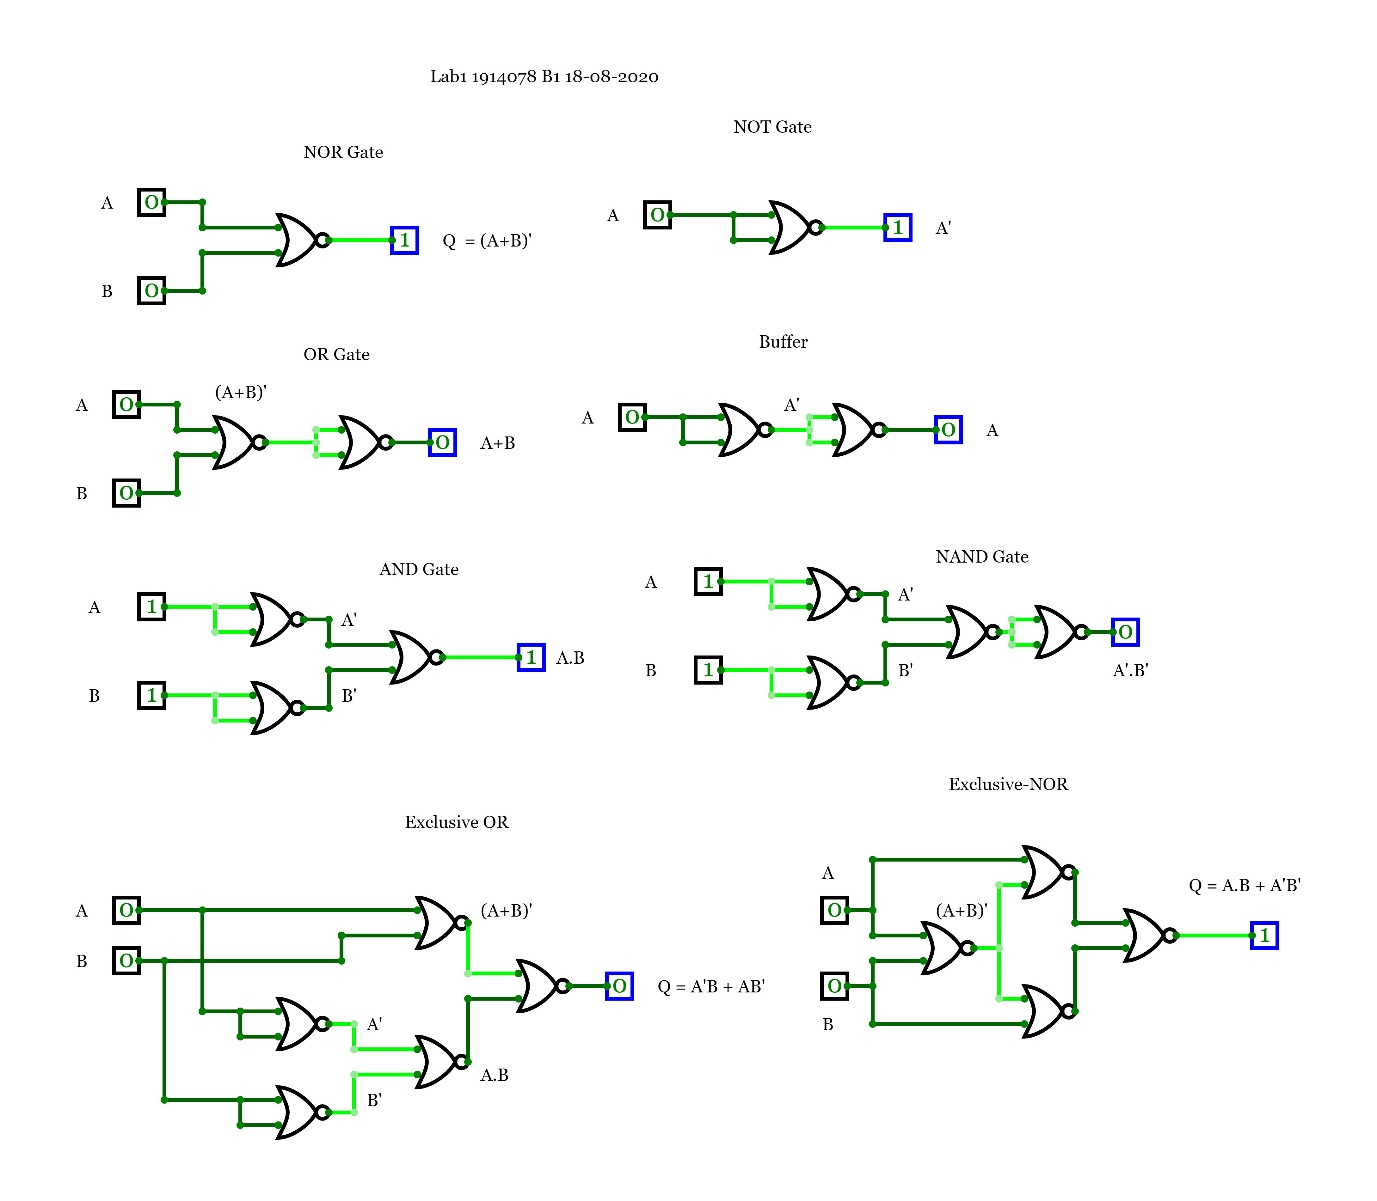 Lab1 1914078 B1 18-08-2020
NOR Gate
A
0
1
Q = (A+B)'
B
0
NOT Gate
A
0
1
A'
OR Gate
(A+B)'
A
0
0
A+B
B
0
Buffer
A
0
A'
0
A
AND Gate
A
1
A'
1
A.B
B
1
B'
NAND Gate
A
1
A'
0
B
1
B'
A'.B'
Exclusive OR
A
0
(A+B)'
B
0
0
Q = A'B + AB'
A'
A.B
B'
Exclusive-NOR
A
Q = A.B + A'B'
0
(A+B)'
1
0
B